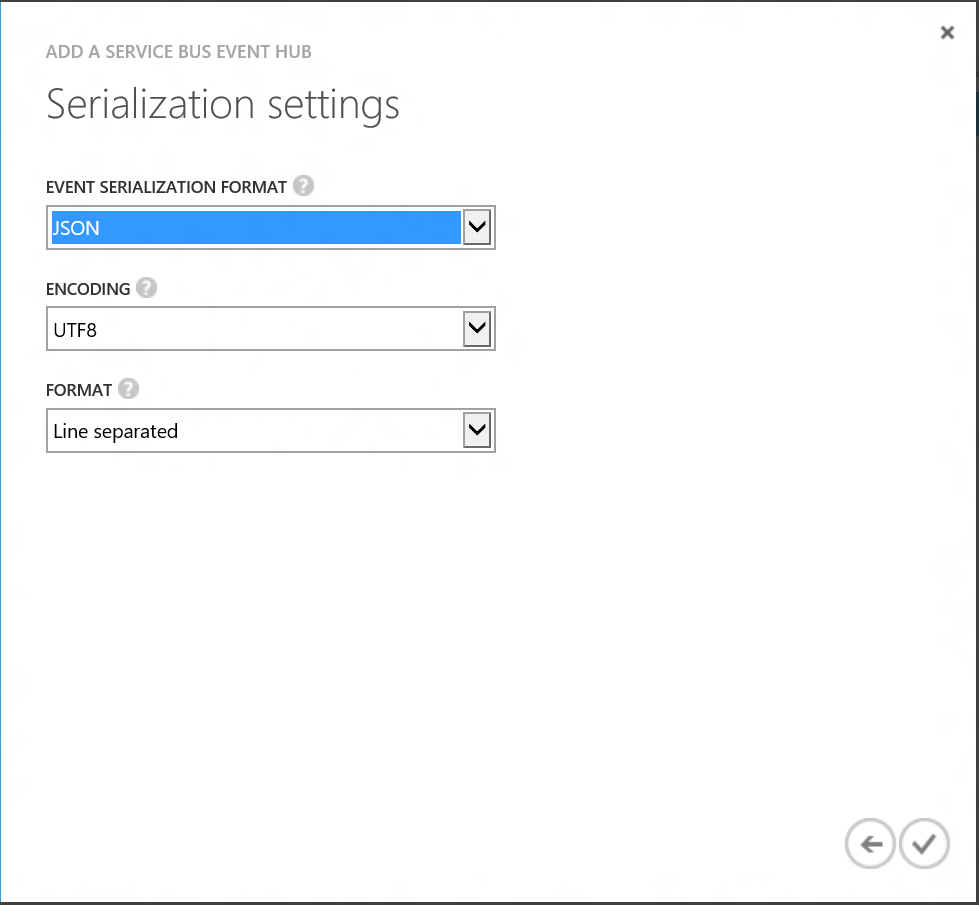 ADD A SERVICE BUS EVENT HUB
Serialization settings
EVENT SERIALIZATION FORMAT ?
JSON
ENCODING ?
UTF8
FORMAT ?
Line separated